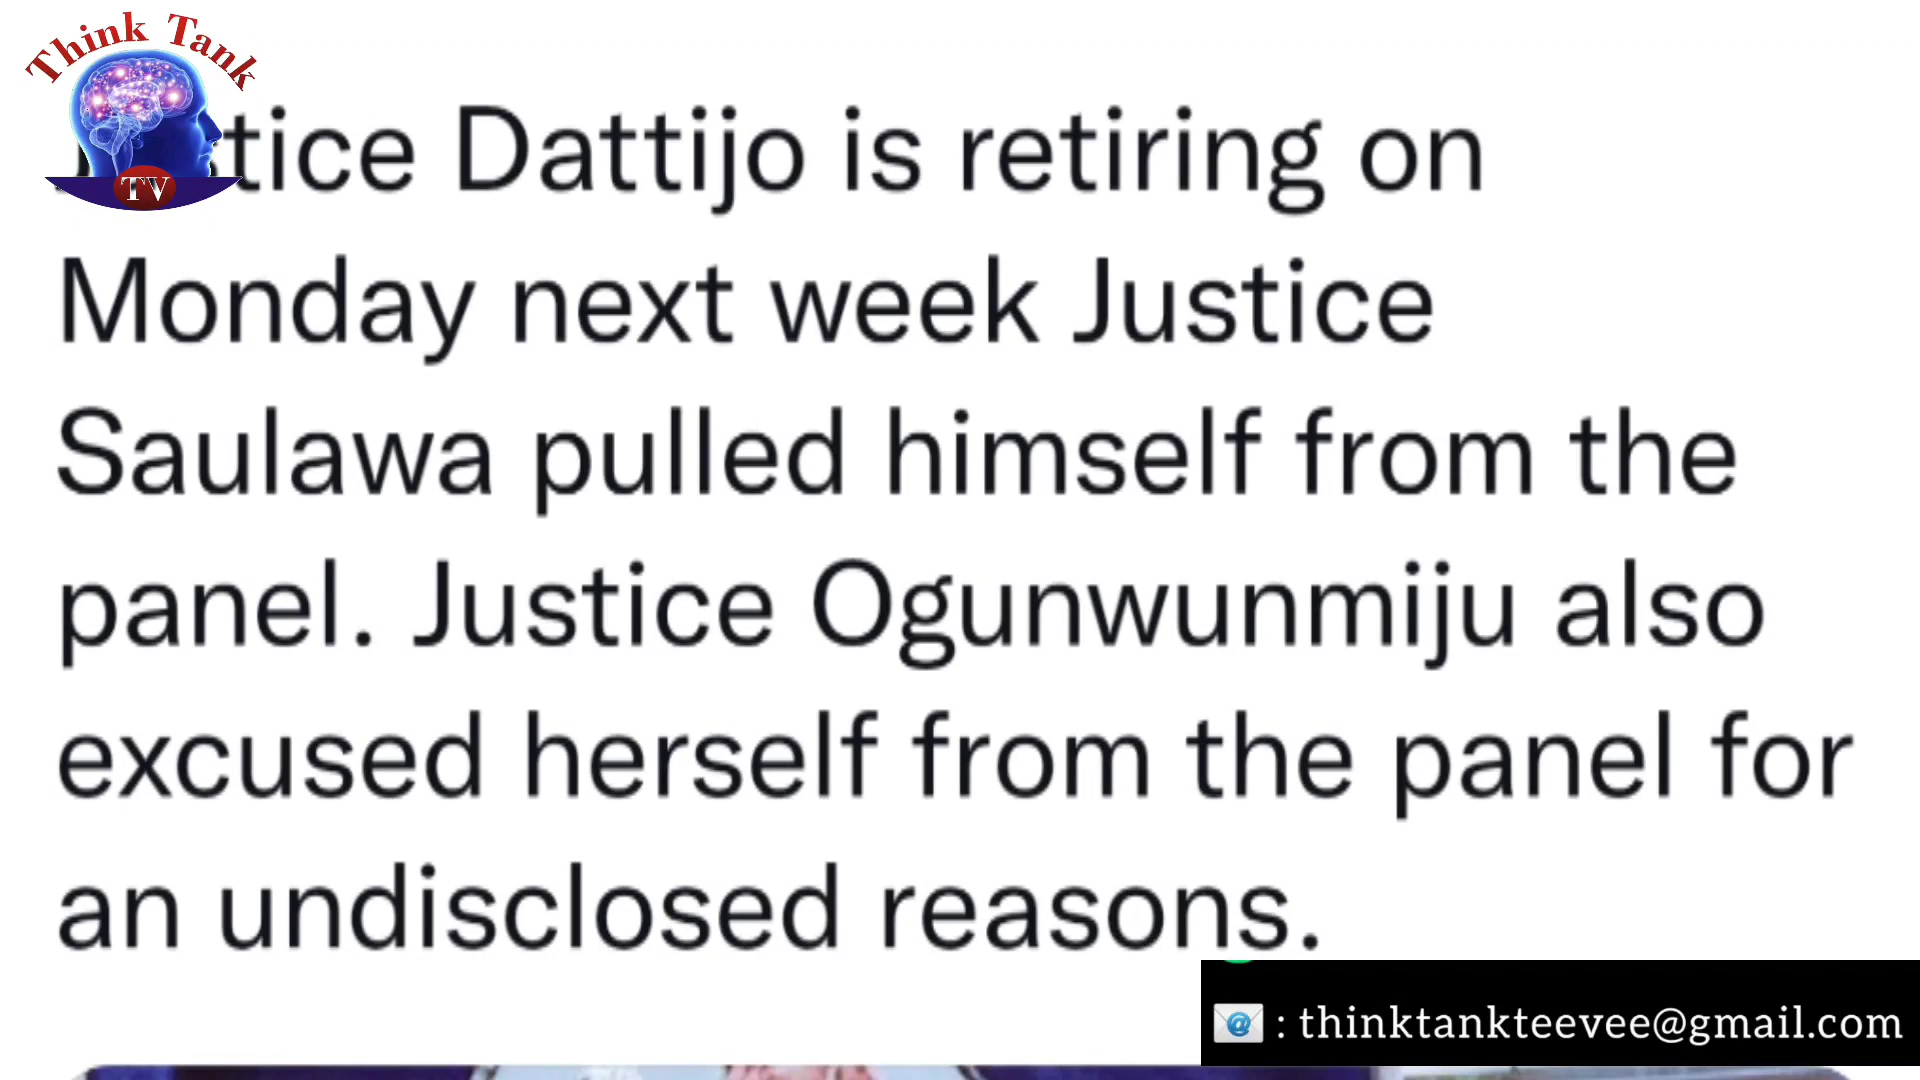 Think Tank
TV
tice Dattijo is retiring on
Monday next week Justice
Saulawa pulled himself from the
panel. Justice Ogunwunmiju also
excused herself from the panel for
an undisclosed reasons.
: thinktankteevee@gmail.com